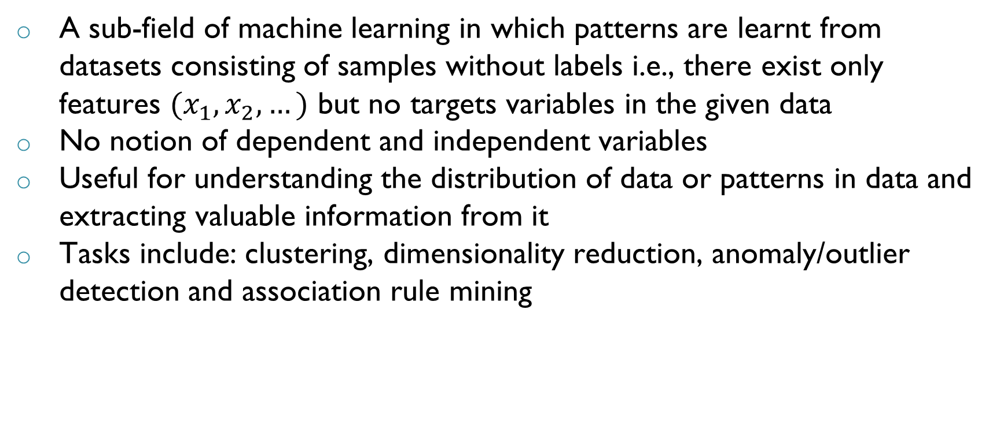 A sub-field of machine learning in which patterns are learnt from
datasets consisting of samples without labels i.e., there exist only
features (𝑥₁, 𝑥₂, … ) but no targets variables in the given data
No notion of dependent and independent variables
Useful for understanding the distribution of data or patterns in data and
extracting valuable information from it
Tasks include: clustering, dimensionality reduction, anomaly/outlier
detection and association rule mining